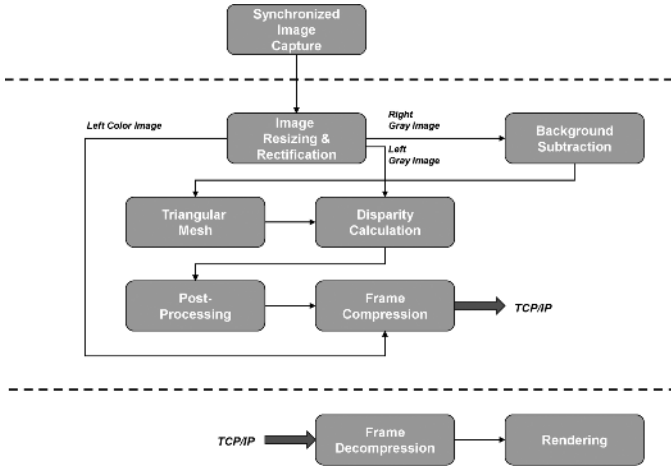 Synchronized
Image
Capture
Left Color Image
Image
Resizing &
Rectification
Right
Gray Image
Left
Gray Image
Background
Subtraction
Triangular
Mesh
Disparity
Calculation
Post-
Processing
Frame
Compression
TCP/IP
TCP/IP
Frame
Decompression
Rendering